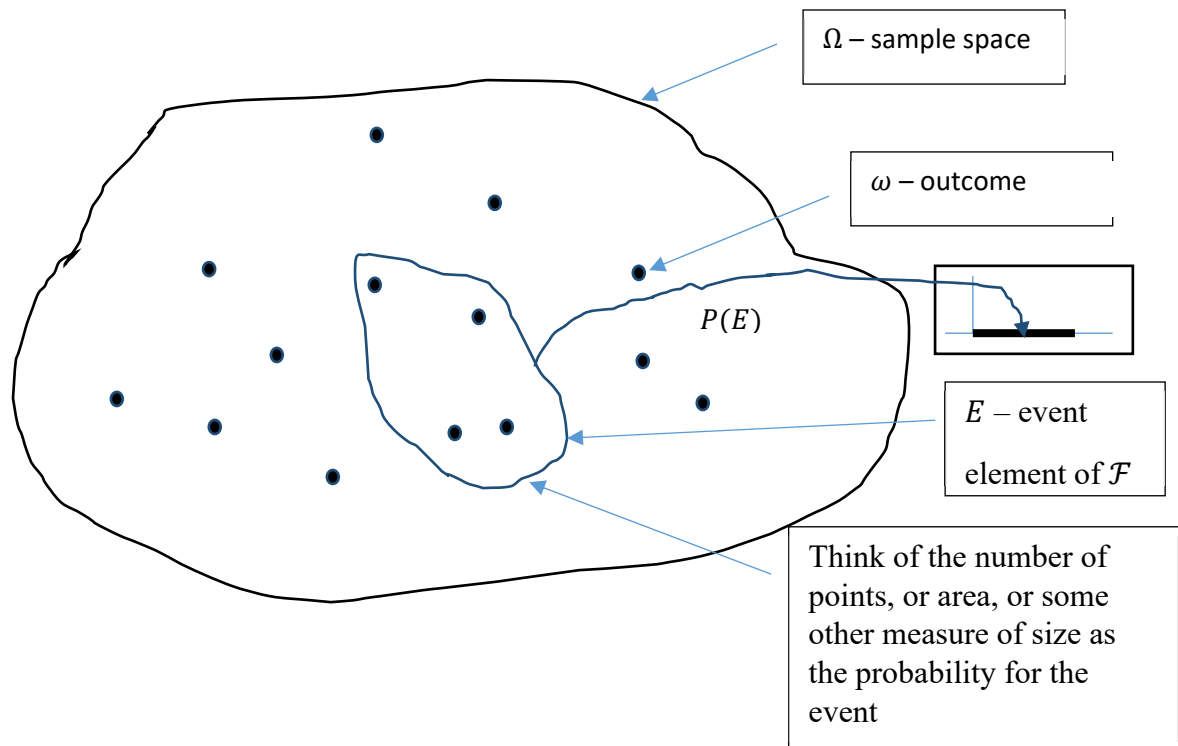 Ω – sample space
ω – outcome
P(E)
E – event
element of ℱ
Think of the number of
points, or area, or some
other measure of size as
the probability for the
event